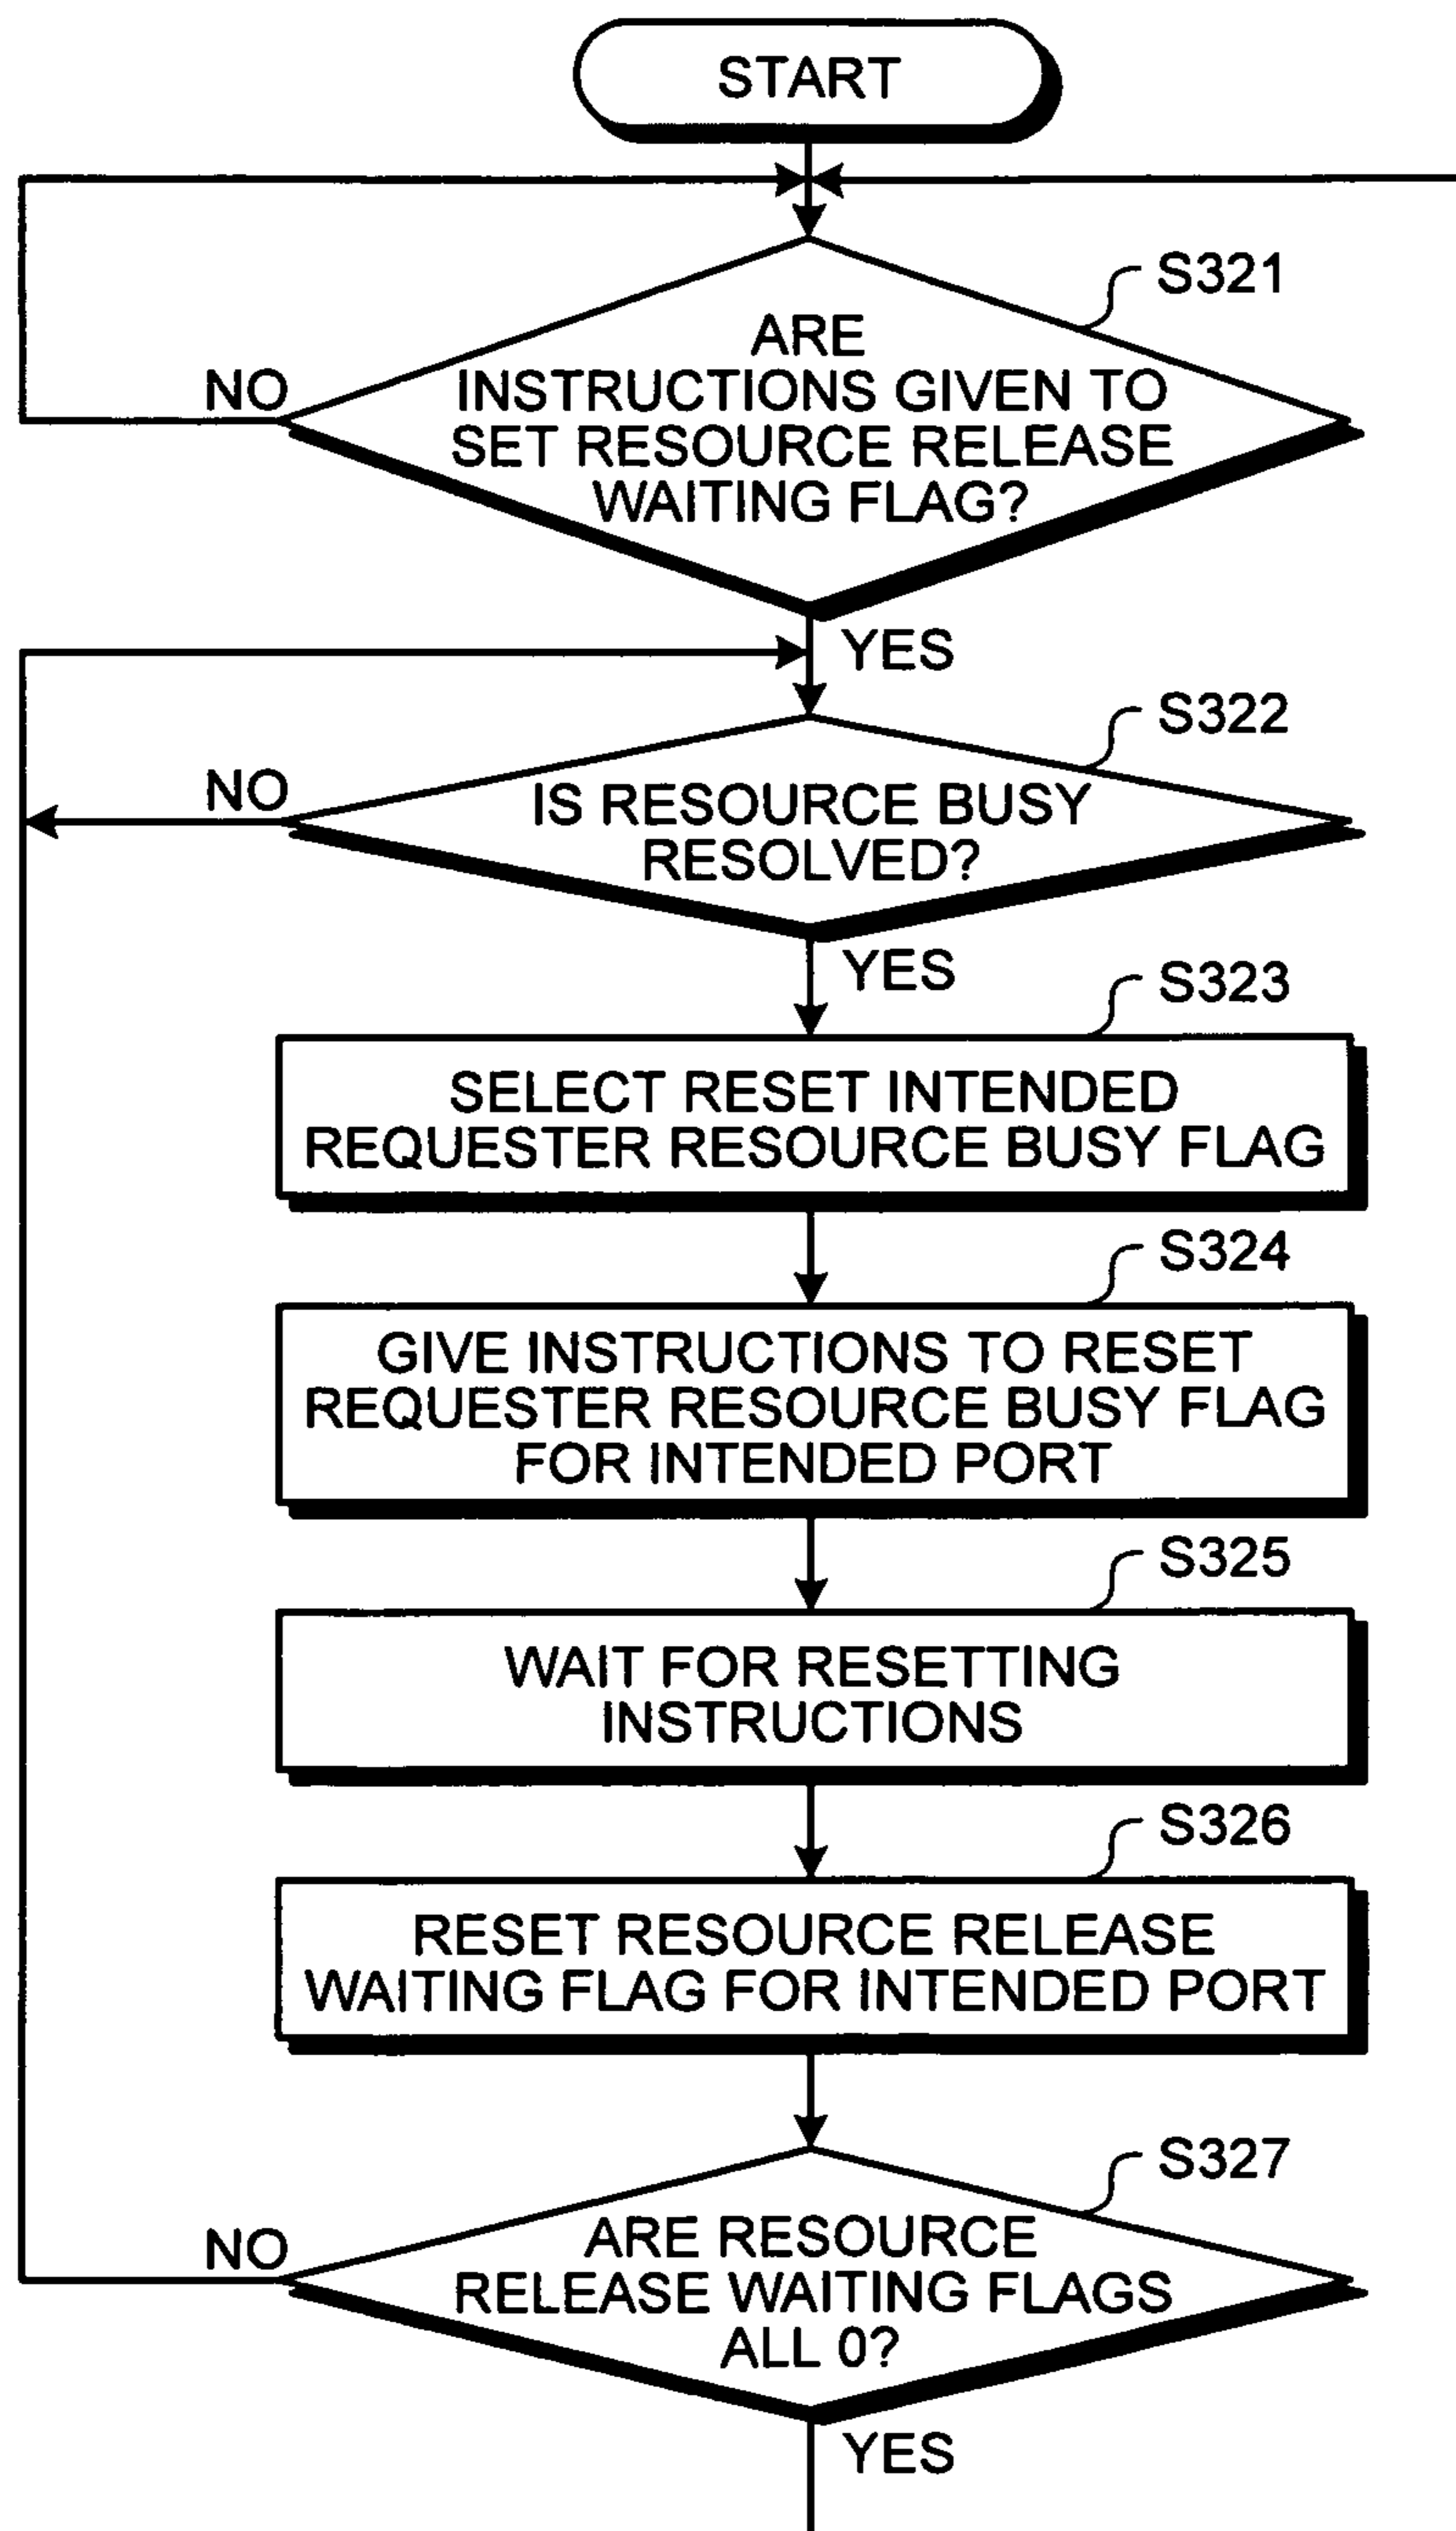 START
S321
ARE
INSTRUCTIONS GIVEN TO
SET RESOURCE RELEASE
WAITING FLAG?
NO
YES
S322
IS RESOURCE BUSY
RESOLVED?
NO
YES
S323
SELECT RESET INTENDED
REQUESTER RESOURCE BUSY FLAG
S324
GIVE INSTRUCTIONS TO RESET
REQUESTER RESOURCE BUSY FLAG
FOR INTENDED PORT
S325
WAIT FOR RESETTING
INSTRUCTIONS
S326
RESET RESOURCE RELEASE
WAITING FLAG FOR INTENDED PORT
S327
ARE RESOURCE
RELEASE WAITING FLAGS
ALL 0?
NO
YES